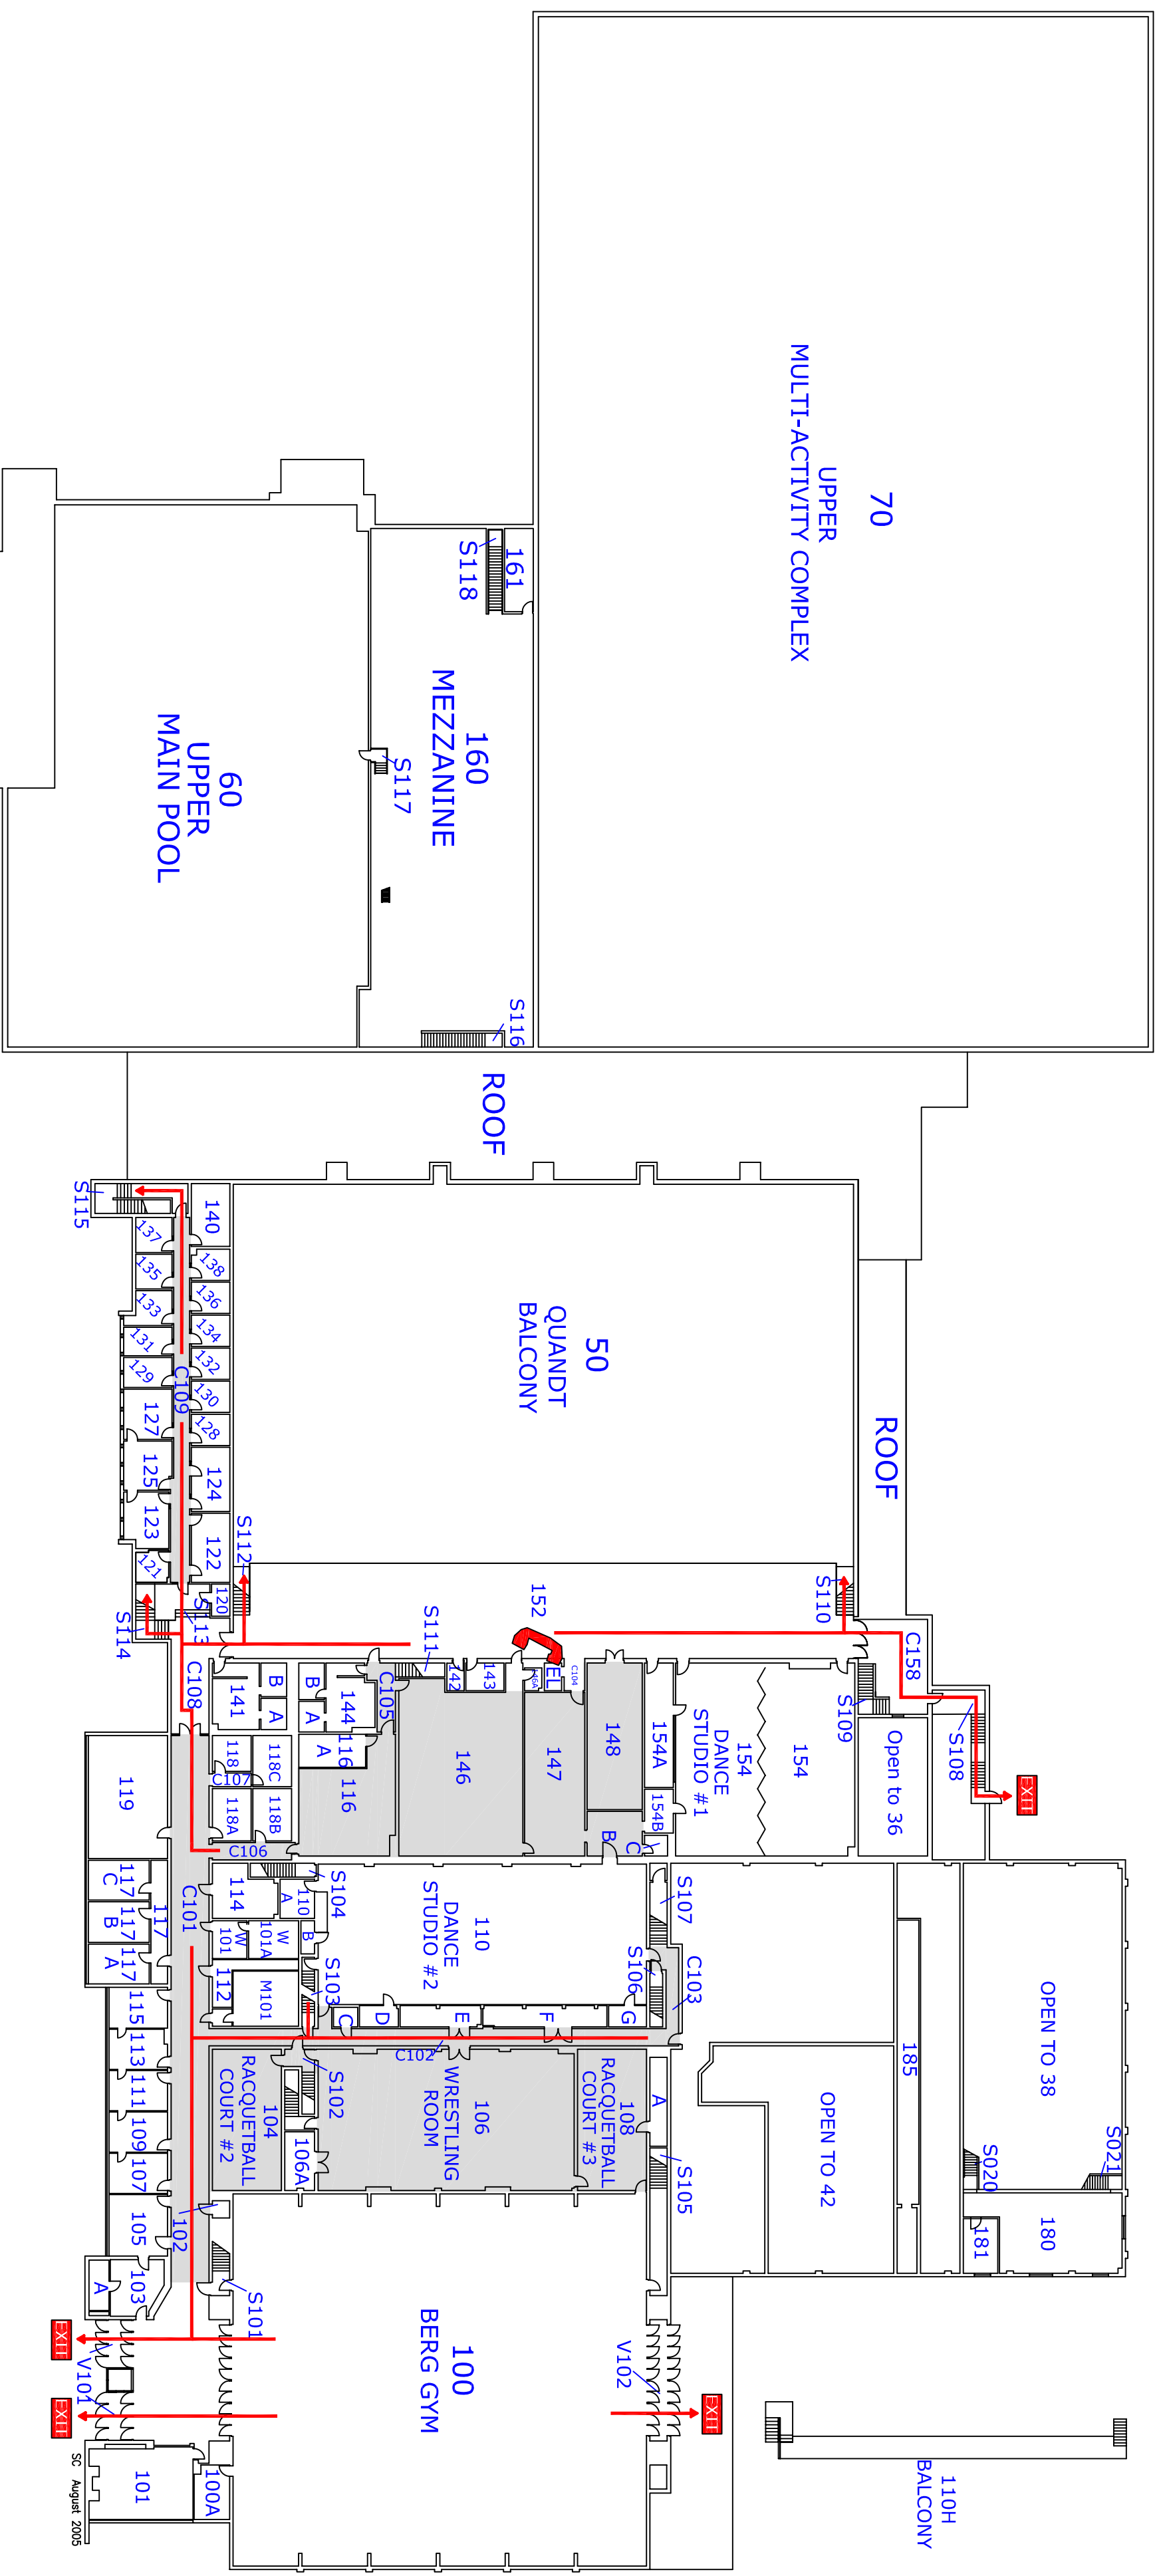 70
UPPER
MULTI-ACTIVITY COMPLEX
161
S118
160
MEZZANINE
S117
60
UPPER
MAIN POOL
S116
ROOF
ROOF
50
QUANDT
BALCONY
S115
137
135
133
131
129
127
125
123
121
140
138
136
134
132
130
128
124
122
120
C109
S112
S113
S114
S110
152
S111
C158
S109
S108
EXIT
Open to 36
C108
141
B
A
B
A
144
C105
142
143
EL
C104
146
147
148
154A
154B
154
DANCE
STUDIO #1
154
116
A
116
118
118C
C107
118A
118B
C106
119
117
C
117
B
117
A
117
C101
114
110
A
B
S104
W
101
W
101A
112
M101
S103
110
DANCE
STUDIO #2
B
C
C
D
E
F
G
S107
S106
C103
C102
S102
104
RACQUETBALL
COURT #2
106
WRESTLING
ROOM
106A
108
RACQUETBALL
COURT #3
A
S105
115
113
111
109
107
105
102
103
A
S101
185
OPEN TO 38
OPEN TO 42
S020
S021
180
181
100
BERG GYM
V102
EXIT
V101
EXIT
EXIT
101
100A
110H
BALCONY
SC August 2005